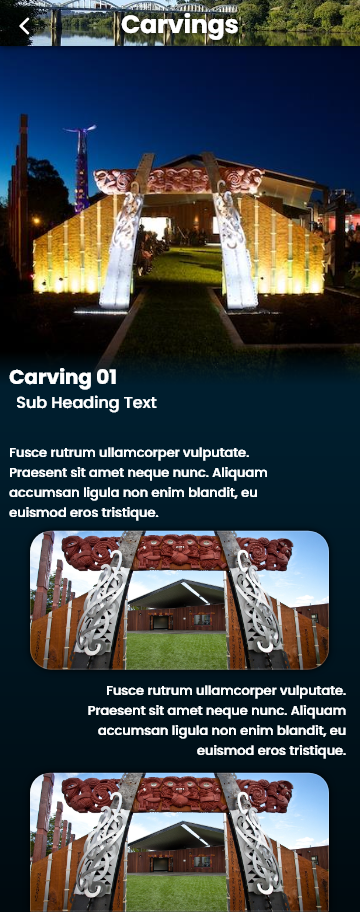 Carvings
Carving 01
Sub Heading Text
Fusce rutrum ullamcorper vulputate.
Praesent sit amet neque nunc. Aliquam
accumsan ligula non enim blandit, eu
euismod eros tristique.
Fusce rutrum ullamcorper vulputate.
Praesent sit amet neque nunc. Aliquam
accumsan ligula non enim blandit, eu
euismod eros tristique.